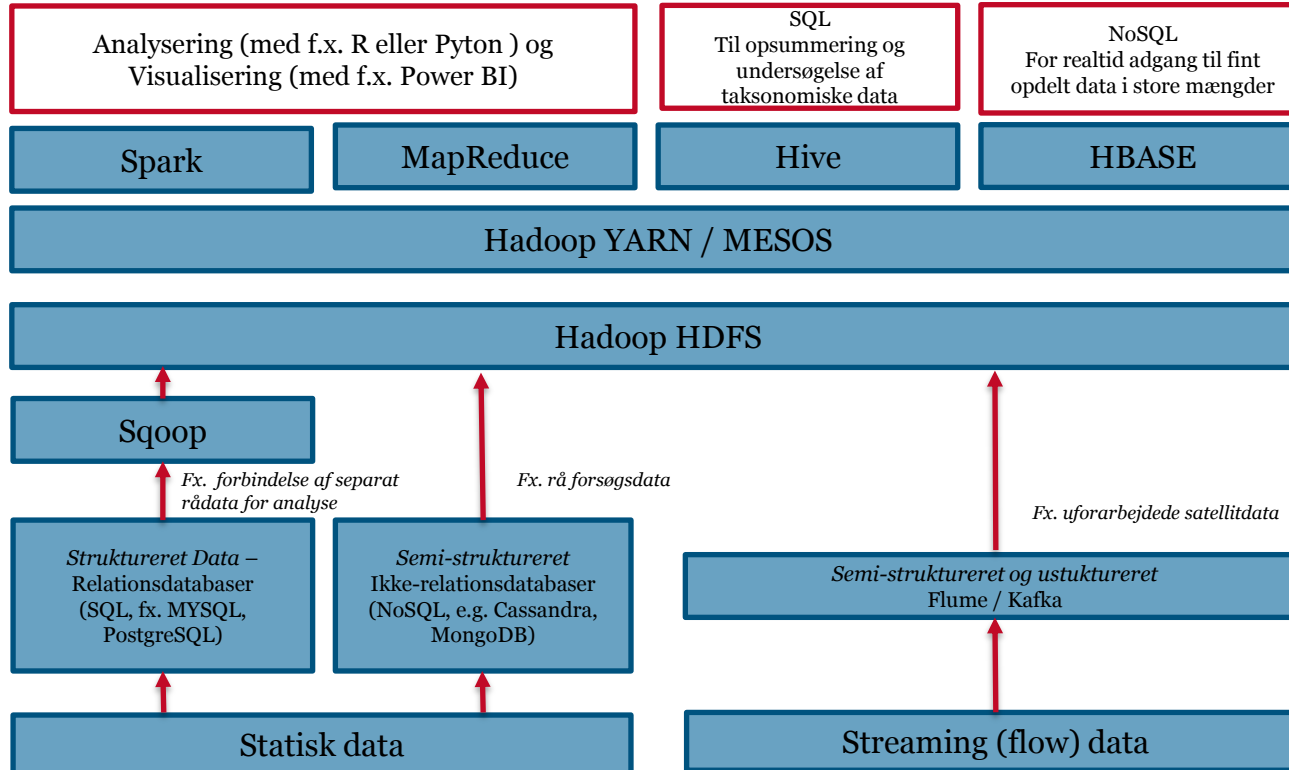 Analysering (med f.x. R eller Pyton ) og
Visualisering (med f.x. Power BI)
SQL
Til opsummering og
undersøgelse af
taksonomiske data
NoSQL
For realtid adgang til fint
opdelt data i store mængder
Spark
MapReduce
Hive
HBASE
Hadoop YARN / MESOS
Hadoop HDFS
Sqoop
Fx. forbindelse af separat
rådata for analyse
Fx. rå forsøgsdata
Fx. uforarbejdede satellitdata
Struktureret Data –
Relationsdatabaser
(SQL, fx. MYSQL,
PostgreSQL)
Semi-struktureret
Ikke-relationsdatabaser
(NoSQL, e.g. Cassandra,
MongoDB)
Semi-struktureret og ustuktureret
Flume / Kafka
Statisk data
Streaming (flow) data